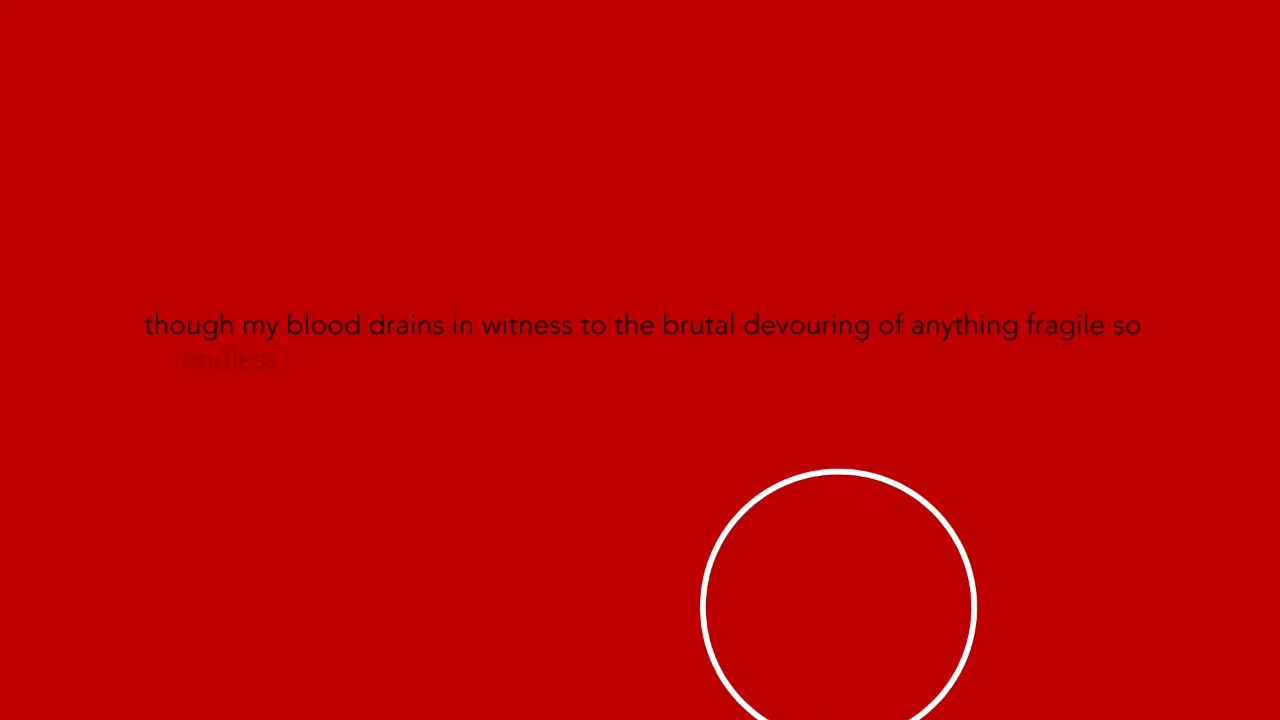 though my blood drains in witness to the brutal devouring of anything fragile so
endless